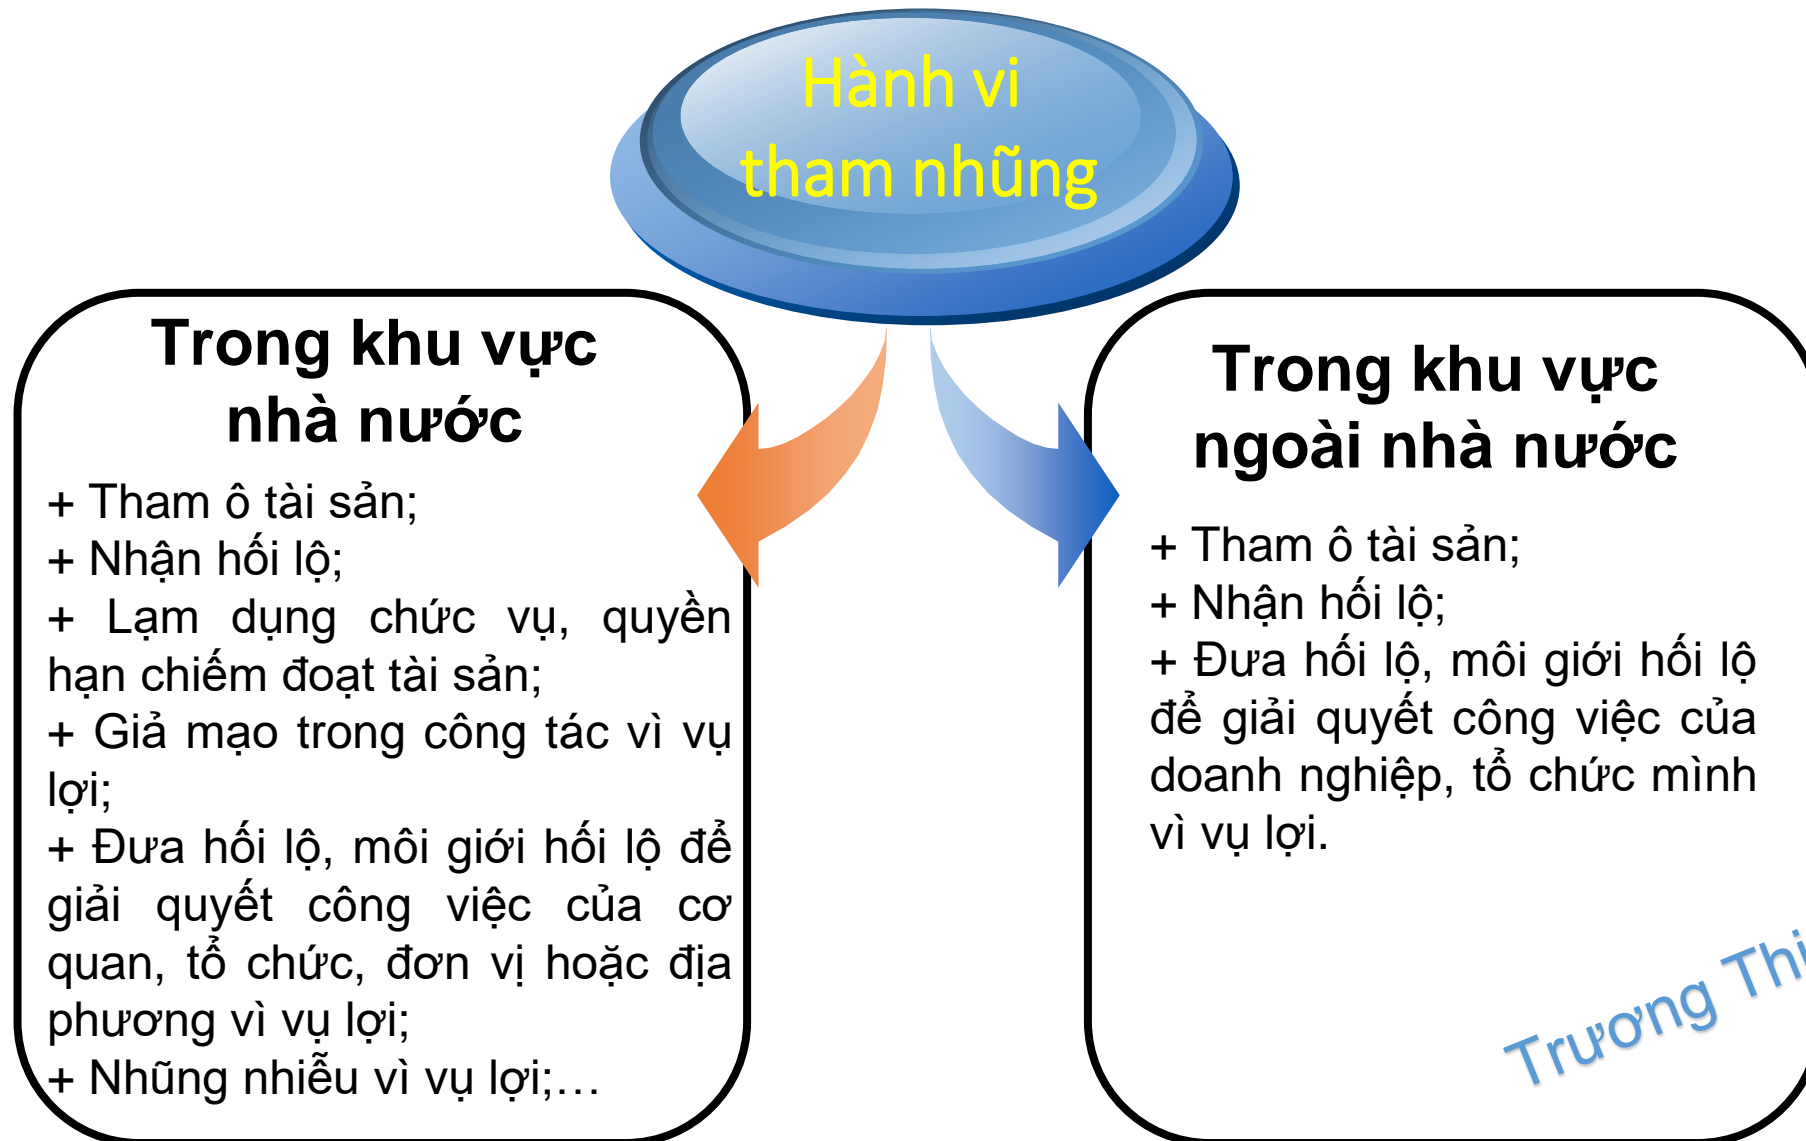 Hành vi
tham nhũng
Trong khu vực
nhà nước
+ Tham ô tài sản;
+ Nhận hối lộ;
+ Lạm dụng chức vụ, quyền
hạn chiếm đoạt tài sản;
+ Giả mạo trong công tác vì vụ
lợi;
+ Đưa hối lộ, môi giới hối lộ để
giải quyết công việc của cơ
quan, tổ chức, đơn vị hoặc địa
phương vì vụ lợi;
+ Nhũng nhiễu vì vụ lợi;…
Trong khu vực
ngoài nhà nước
+ Tham ô tài sản;
+ Nhận hối lộ;
+ Đưa hối lộ, môi giới hối lộ
để giải quyết công việc của
doanh nghiệp, tổ chức mình
vì vụ lợi.
Trương